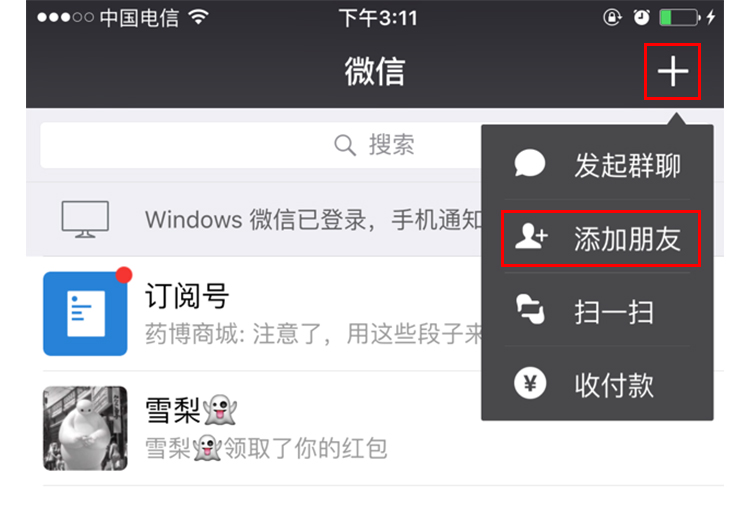 中国电信 下午3:11
微信
搜索
发起群聊
Windows 微信已登录，手机通知
添加朋友
订阅号
药博商城: 注意了，用这些段子来
扫一扫
收付款
雪梨👻
雪梨👻领取了你的红包